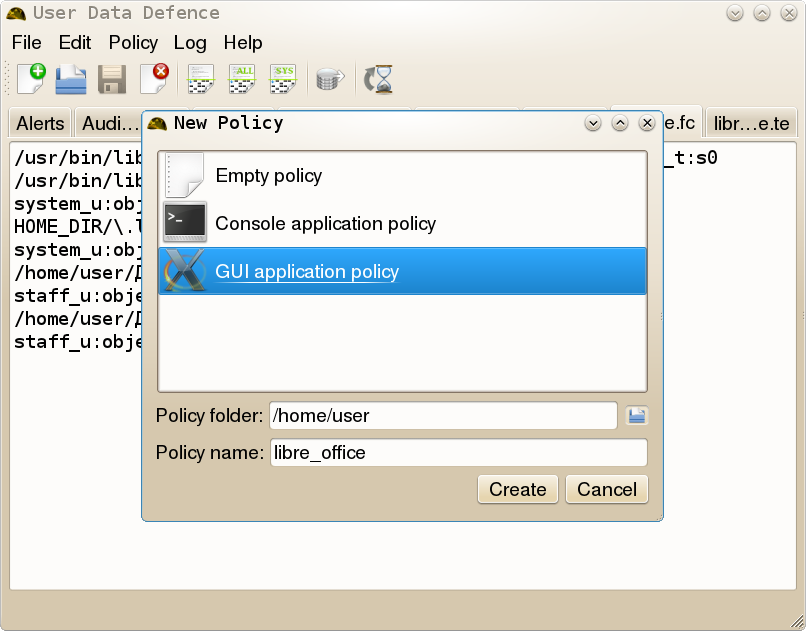 User Data Defence
File Edit Policy Log Help
ALL SYS
Alerts Audi... e.fc libr...e.te
New Policy
/usr/bin/lib _t:s0
/usr/bin/lib
system_u:obj
HOME_DIR/\.l
system_u:obj
/home/user/Д
staff_u:obje
/home/user/Д
staff_u:obje
Empty policy
>_
Console application policy
GUI application policy
Policy folder: /home/user
Policy name: libre_office
Create Cancel